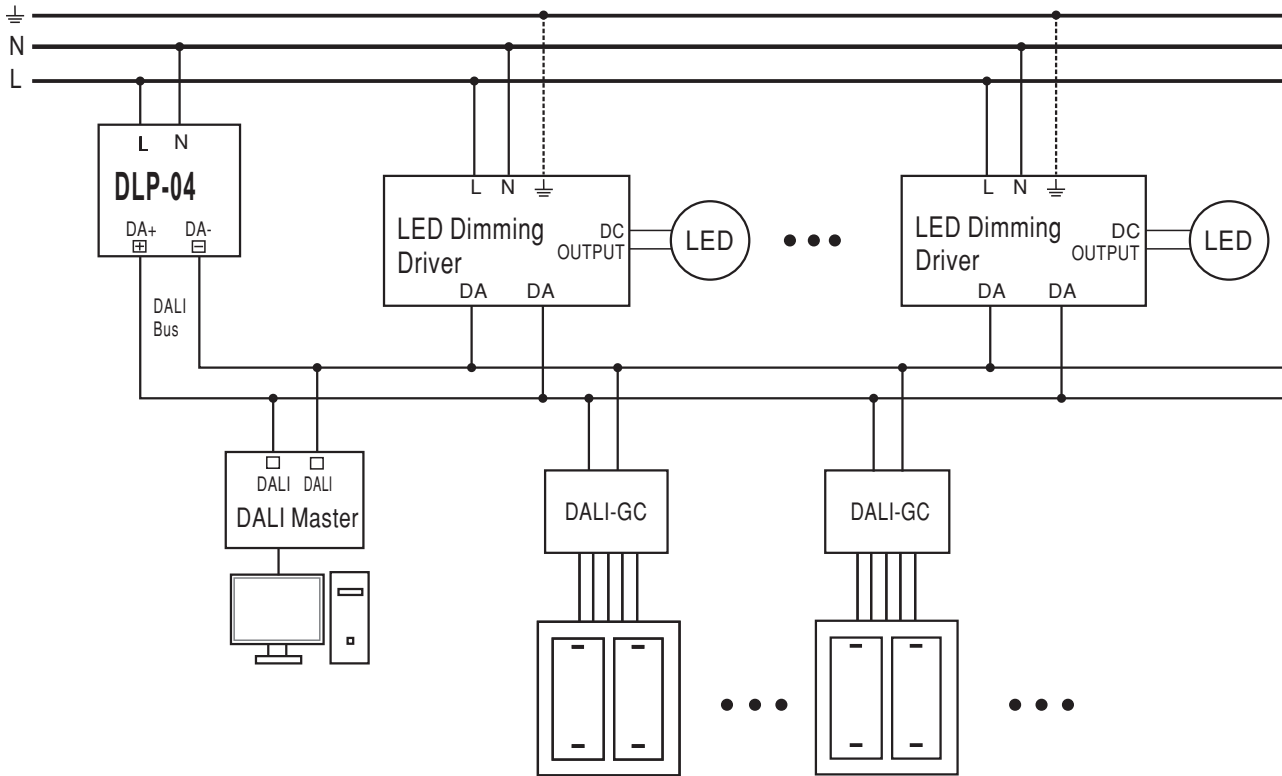 N
L
L N
DLP-04
DA+ DA-
DALI
Bus
L N
LED Dimming
Driver
DC
OUTPUT
DA DA
LED
L N
LED Dimming
Driver
DC
OUTPUT
DA DA
LED
DALI DALI
DALI Master
DALI-GC
DALI-GC